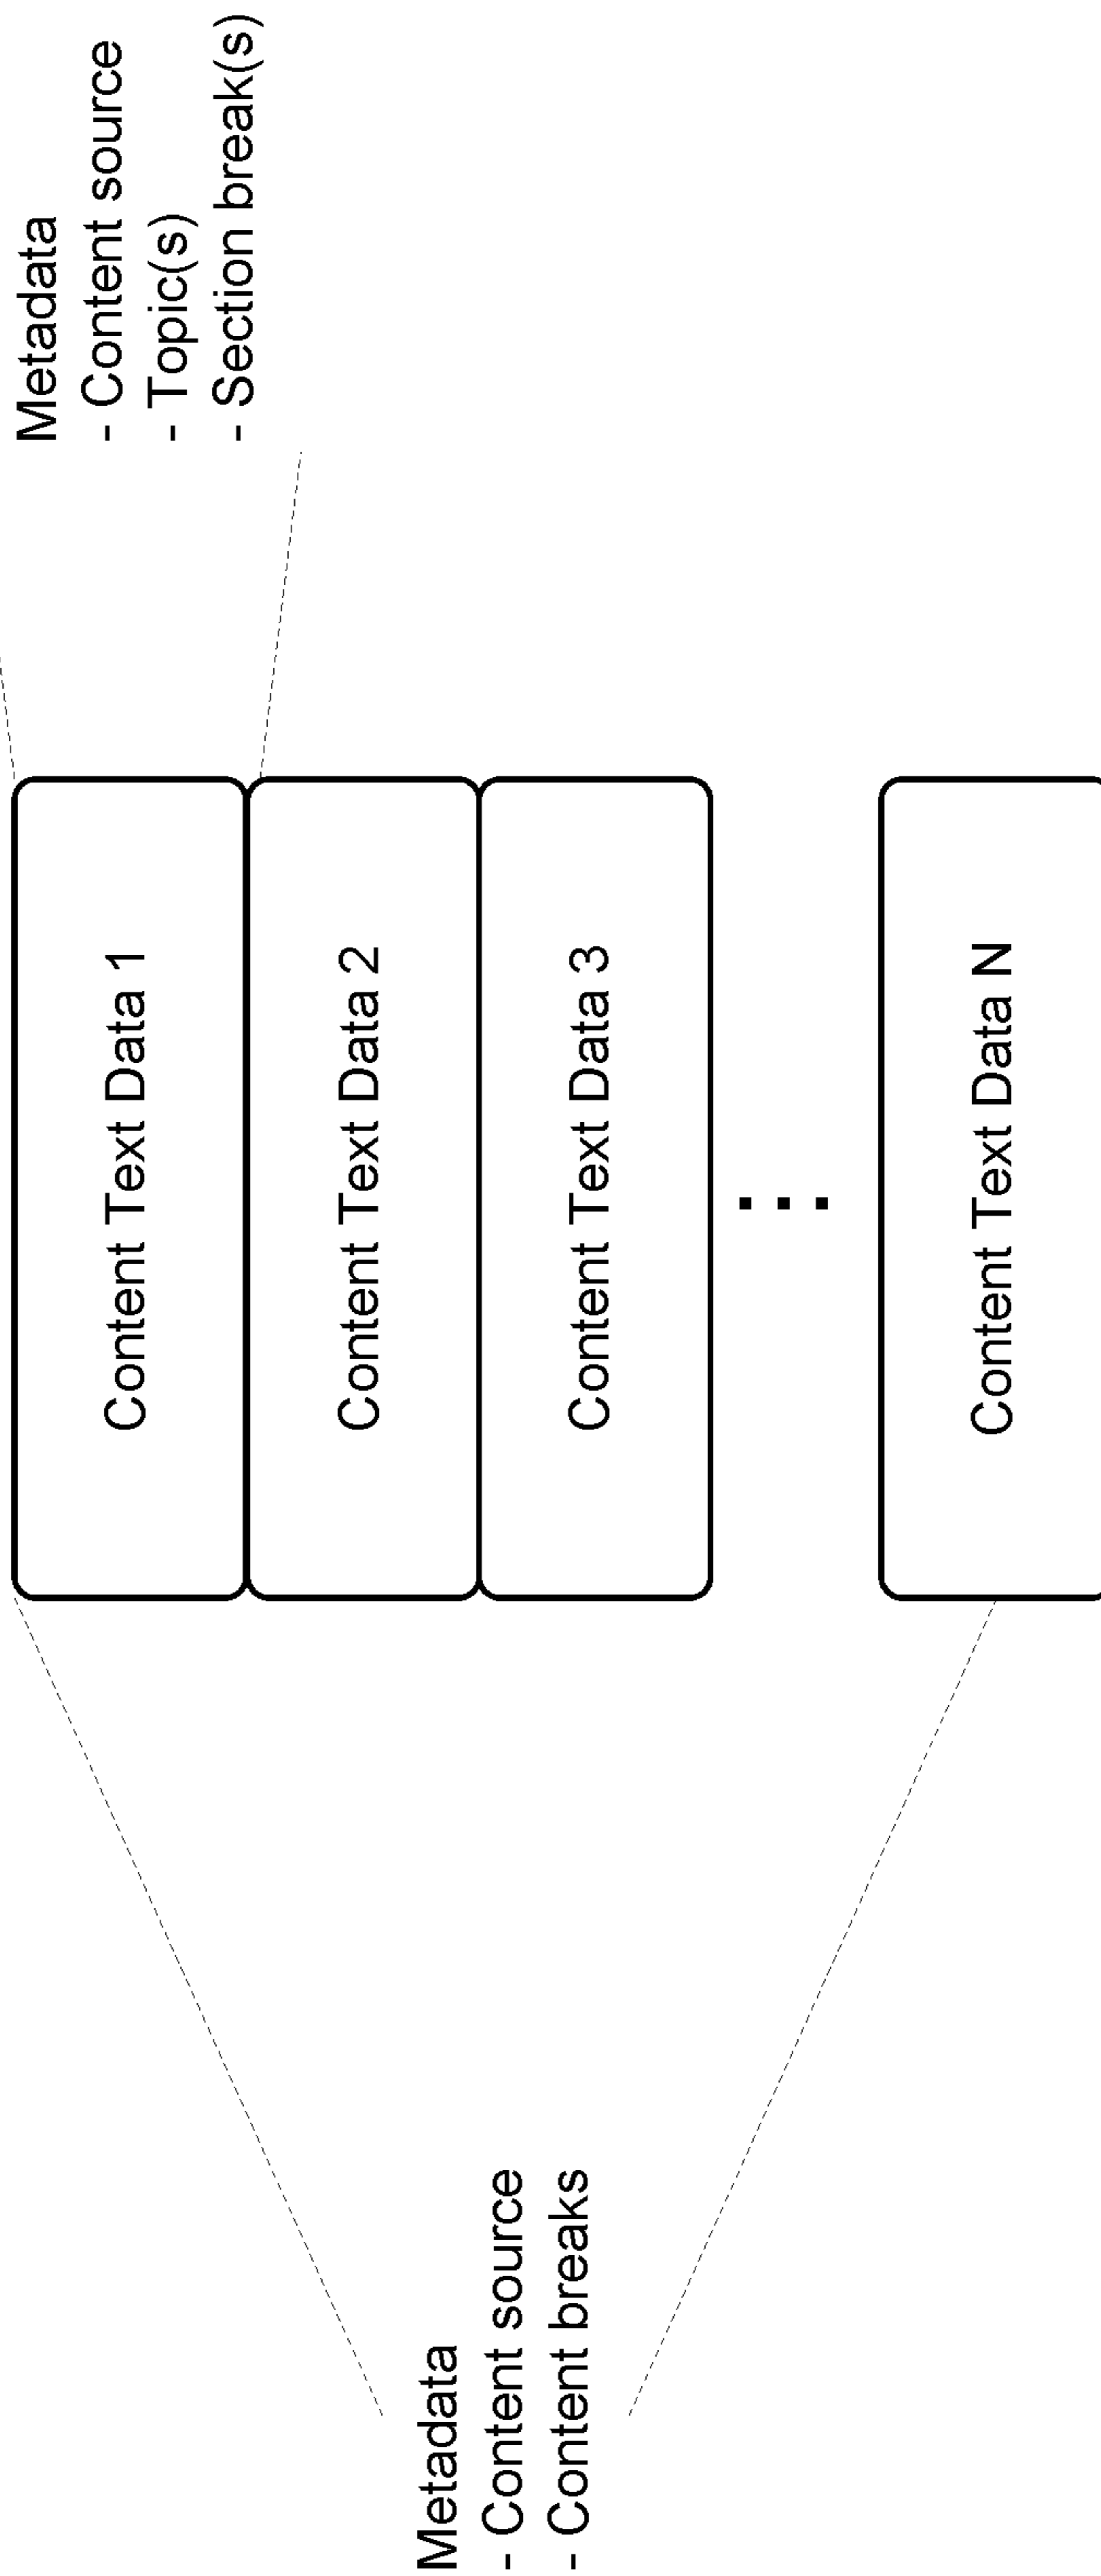 Metadata
- Content source
- Content breaks
Content Text Data 1
Content Text Data 2
Content Text Data 3
Content Text Data N
Metadata
- Content source
- Topic(s)
- Section break(s)